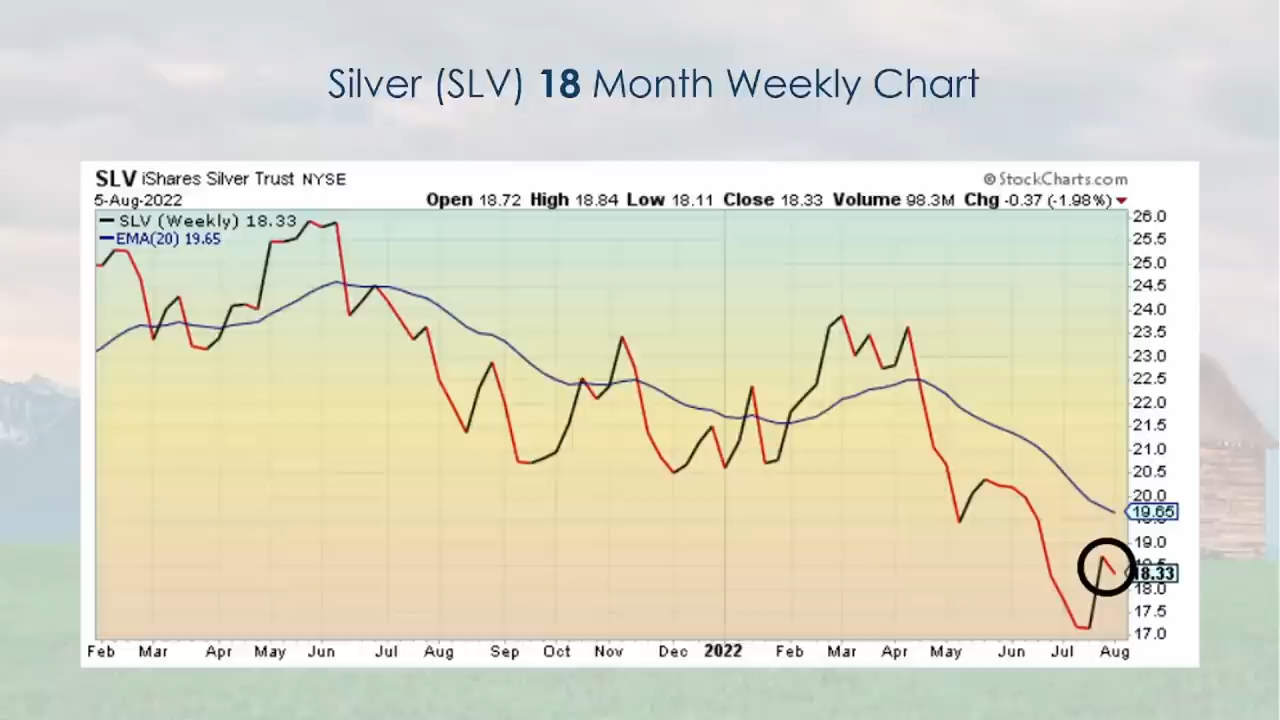 Silver (SLV) 18 Month Weekly Chart
SLV iShares Silver Trust NYSE
© StockCharts.com
5-Aug-2022
Open 18.72 High 18.84 Low 18.11 Close 18.33 Volume 98.3M Chg -0.37 (-1.98%)
SLV (Weekly) 18.33
EMA(20) 19.65
26.0
25.5
25.0
24.5
24.0
23.5
23.0
22.5
22.0
21.5
21.0
20.5
20.0
19.65
19.0
18.33
18.0
17.5
17.0
Feb Mar Apr May Jun Jul Aug Sep Oct Nov Dec 2022 Feb Mar Apr May Jun Jul Aug